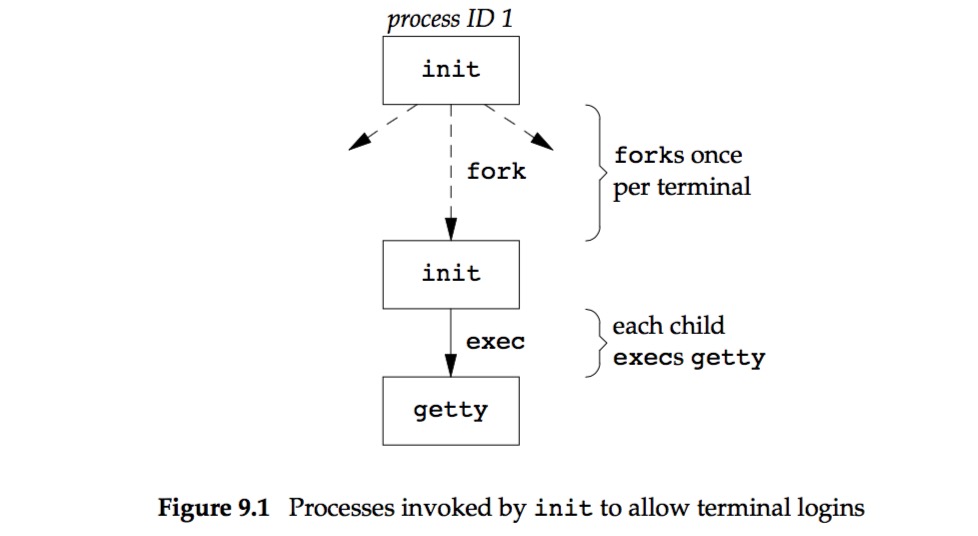 process ID 1
init
fork
forks once
per terminal
init
exec
each child
execs getty
getty
Figure 9.1 Processes invoked by init to allow terminal logins